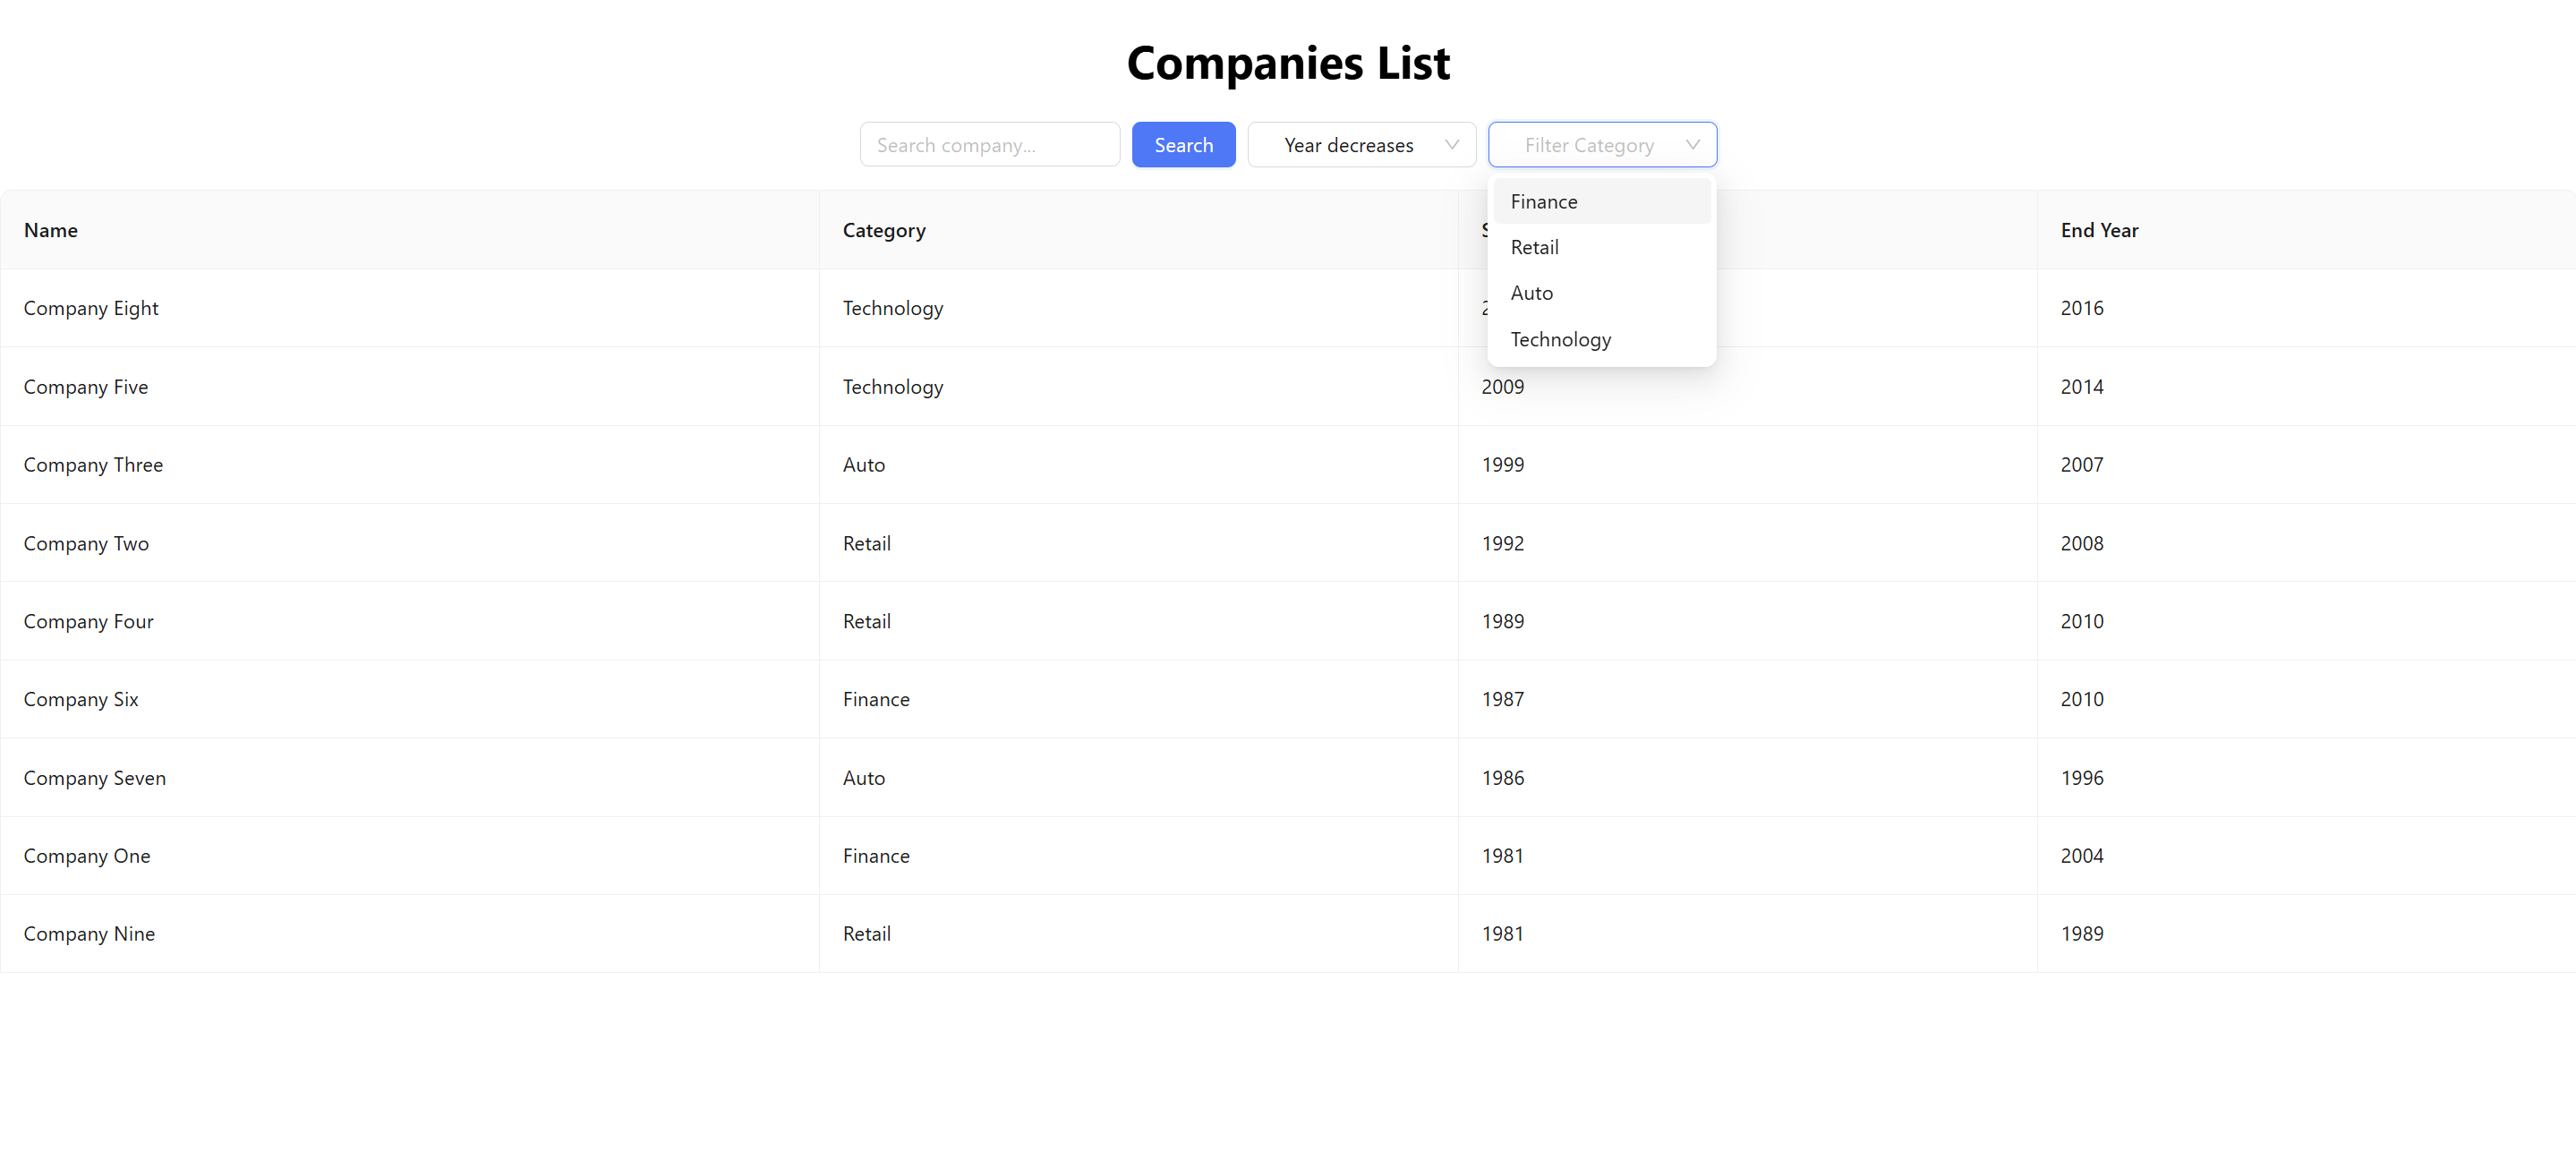 Companies List
Search company...
Search
Year decreases
Filter Category
Finance
Retail
Auto
Technology
Name Category End Year
Company Eight Technology 2016
Company Five Technology 2009 2014
Company Three Auto 1999 2007
Company Two Retail 1992 2008
Company Four Retail 1989 2010
Company Six Finance 1987 2010
Company Seven Auto 1986 1996
Company One Finance 1981 2004
Company Nine Retail 1981 1989